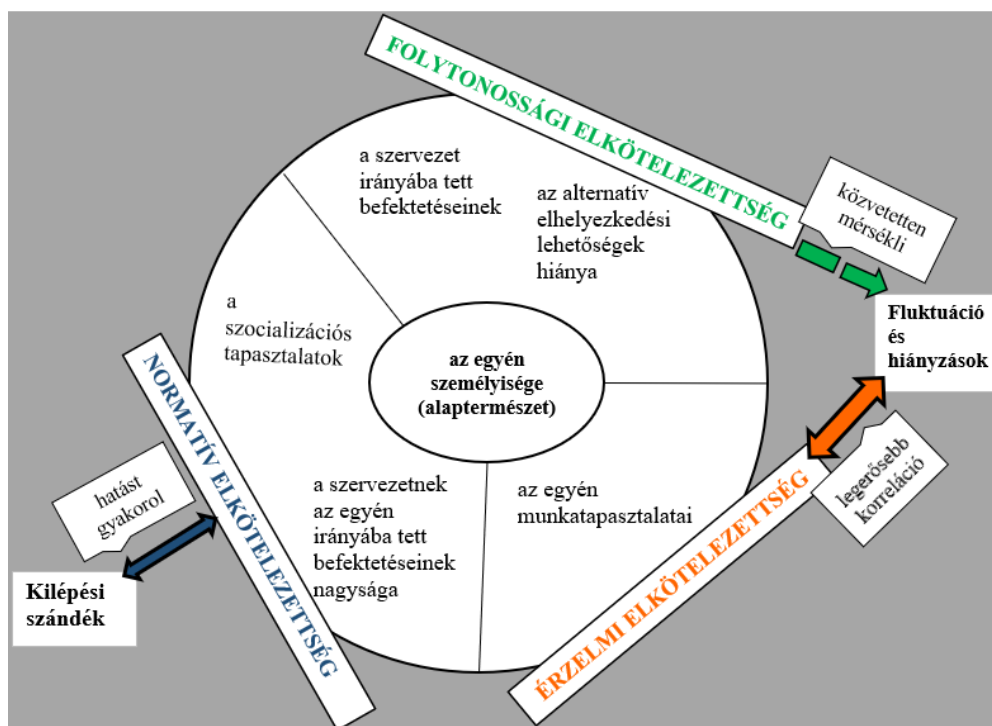 FOLYTONOSSÁGI ELKÖTELEZETTSÉG
közvetetten
mérsékli
a szervezet
irányába tett
befektetéseinek
az alternatív
elhelyezkedési
lehetőségek
hiánya
Fluktuáció
és
hiányzások
a
szocializációs
tapasztalatok
az egyén
személyisége
(alaptermészet)
NORMATÍV ELKÖTELEZETTSÉG
hatást
gyakorol
Kilépési
szándék
a szervezetnek
az egyén
irányába tett
befektetéseinek
nagysága
az egyén
munkatapasztalatai
ÉRZELMI ELKÖTELEZETTSÉG
legerősebb
korreláció